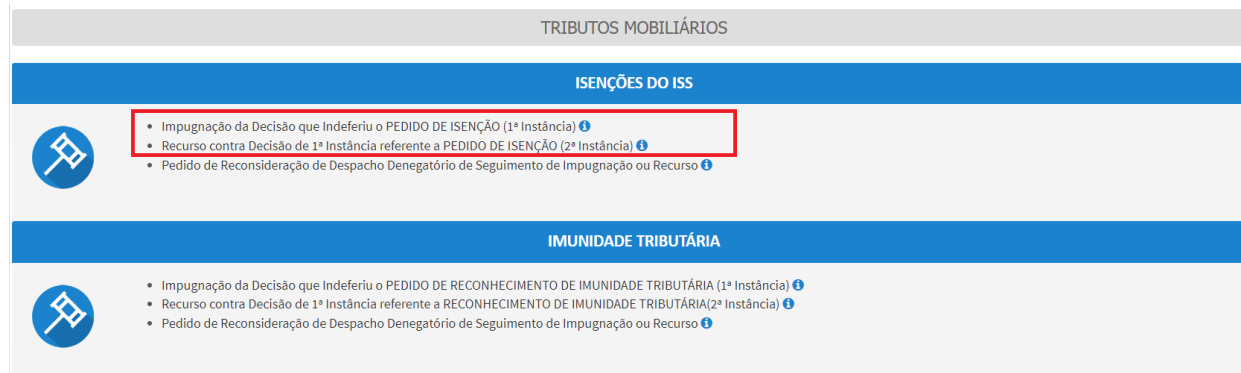 TRIBUTOS MOBILIÁRIOS
ISENÇÕES DO ISS
• Impugnação da Decisão que Indeferiu o PEDIDO DE ISENÇÃO (1ª Instância)
• Recurso contra Decisão de 1ª Instância referente a PEDIDO DE ISENÇÃO (2ª Instância)
• Pedido de Reconsideração de Despacho Denegatório de Seguimento de Impugnação ou Recurso
IMUNIDADE TRIBUTÁRIA
• Impugnação da Decisão que Indeferiu o PEDIDO DE RECONHECIMENTO DE IMUNIDADE TRIBUTÁRIA (1ª Instância)
• Recurso contra Decisão de 1ª Instância referente a RECONHECIMENTO DE IMUNIDADE TRIBUTÁRIA(2ª Instância)
• Pedido de Reconsideração de Despacho Denegatório de Seguimento de Impugnação ou Recurso